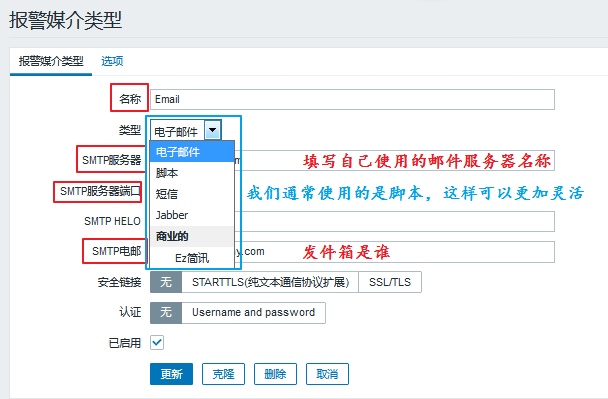 报警媒介类型
报警媒介类型 选项
名称 Email
类型 电子邮件
电子邮件
SMTP服务器 m 填写自己使用的邮件服务器名称
脚本
SMTP服务器端口 短信 我们通常使用的是脚本，这样可以更加灵活
Jabber
SMTP HELO
商业的
SMTP电邮 y.com 发件箱是谁
Ez简讯
安全链接 无 STARTTLS(纯文本通信协议扩展) SSL/TLS
认证 无 Username and password
已启用
更新 克隆 删除 取消